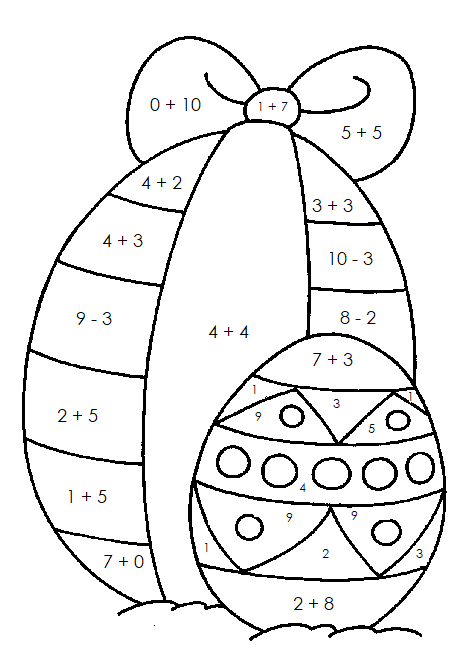 0 + 10
1 + 7
5 + 5
4 + 2
3 + 3
4 + 3
10 - 3
9 - 3
8 - 2
4 + 4
7 + 3
2 + 5
1
9
3
5
1
1 + 5
4
7 + 0
1
9
2
9
3
2 + 8